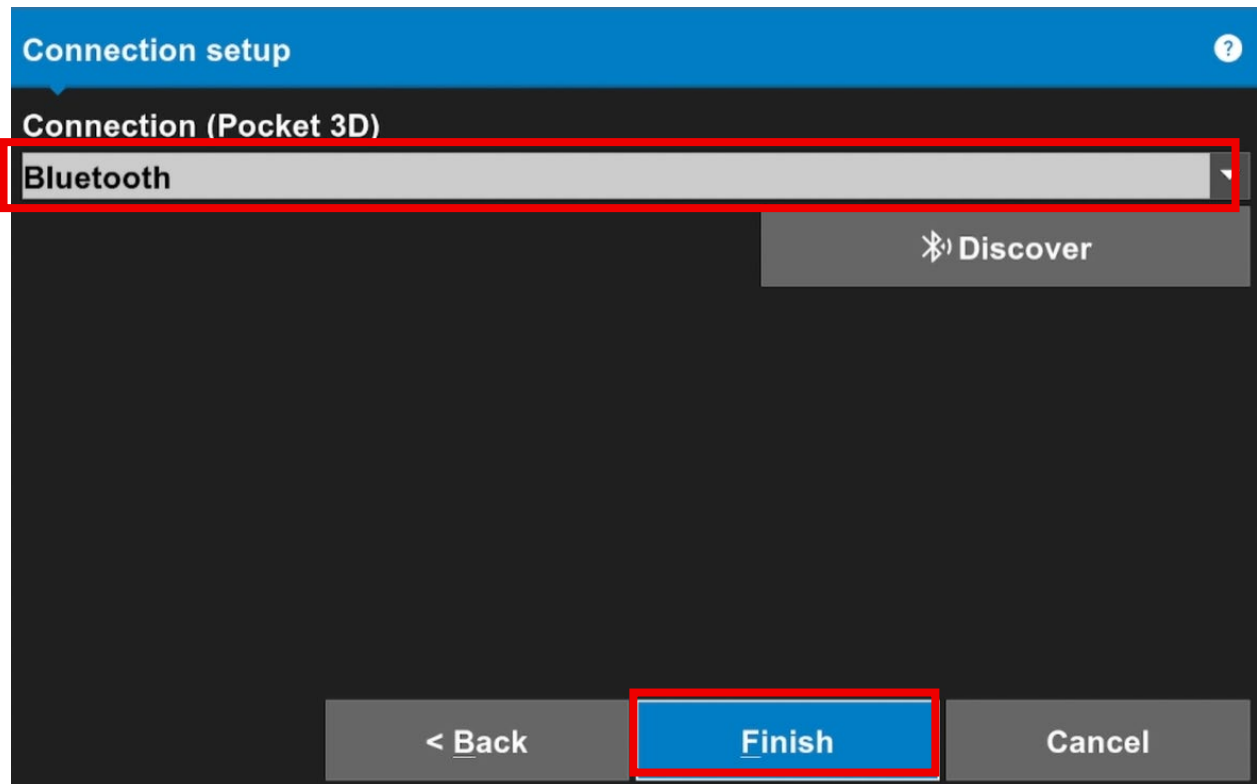 Connection setup
?
Connection (Pocket 3D)
Bluetooth
Discover
< Back
Finish
Cancel